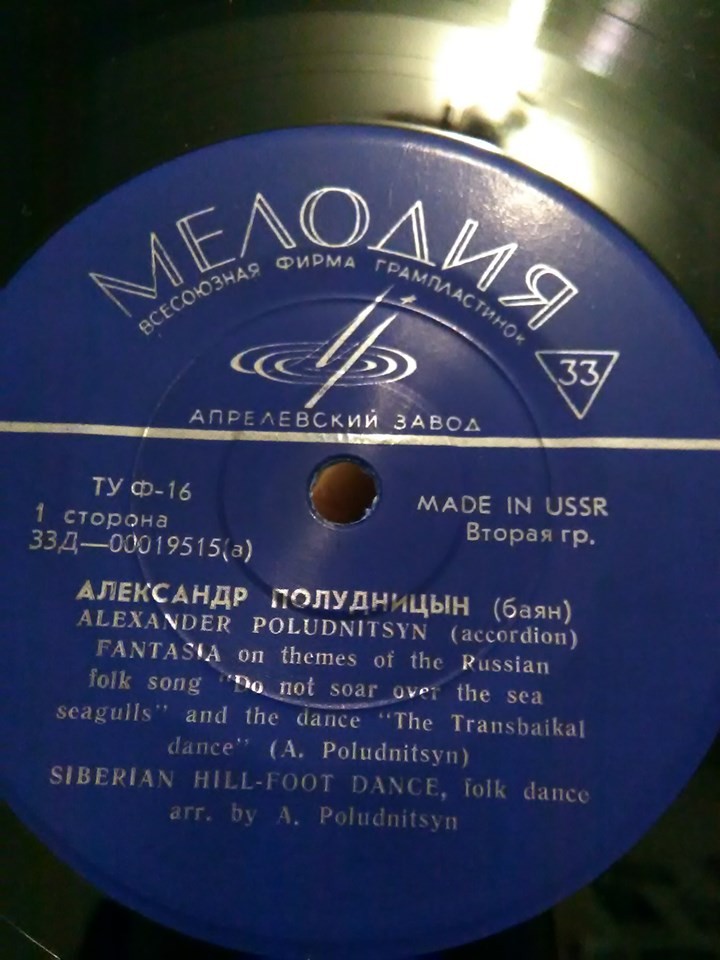 МЕЛОДИЯ
ВСЕСОЮЗНАЯ ФИРМА ГРАМПЛАСТИНОК
33
АПРЕЛЕВСКИЙ ЗАВОД
ТУ Ф-16
MADE IN USSR
1 сторона
Вторая гр.
33Д—00019515(а)
АЛЕКСАНДР ПОЛУДНИЦЫН (баян)
ALEXANDER POLUDNITSYN (accordion)
FANTASIA on themes of the Russian
folk song "Do not soar over the sea
seagulls" and the dance "The Transbaikal
dance" (A. Poludnitsyn)
SIBERIAN HILL-FOOT DANCE, folk dance
arr. by A. Poludnitsyn